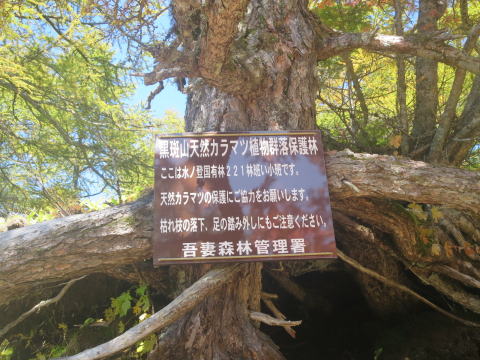 黒斑山天然カラマツ植物群落保護林
ここは水ノ登国有林221林班い小班です。
天然カラマツの保護にご協力をお願いします。
枯れ枝の落下、足の踏み外しにもご注意ください。
吾妻森林管理署